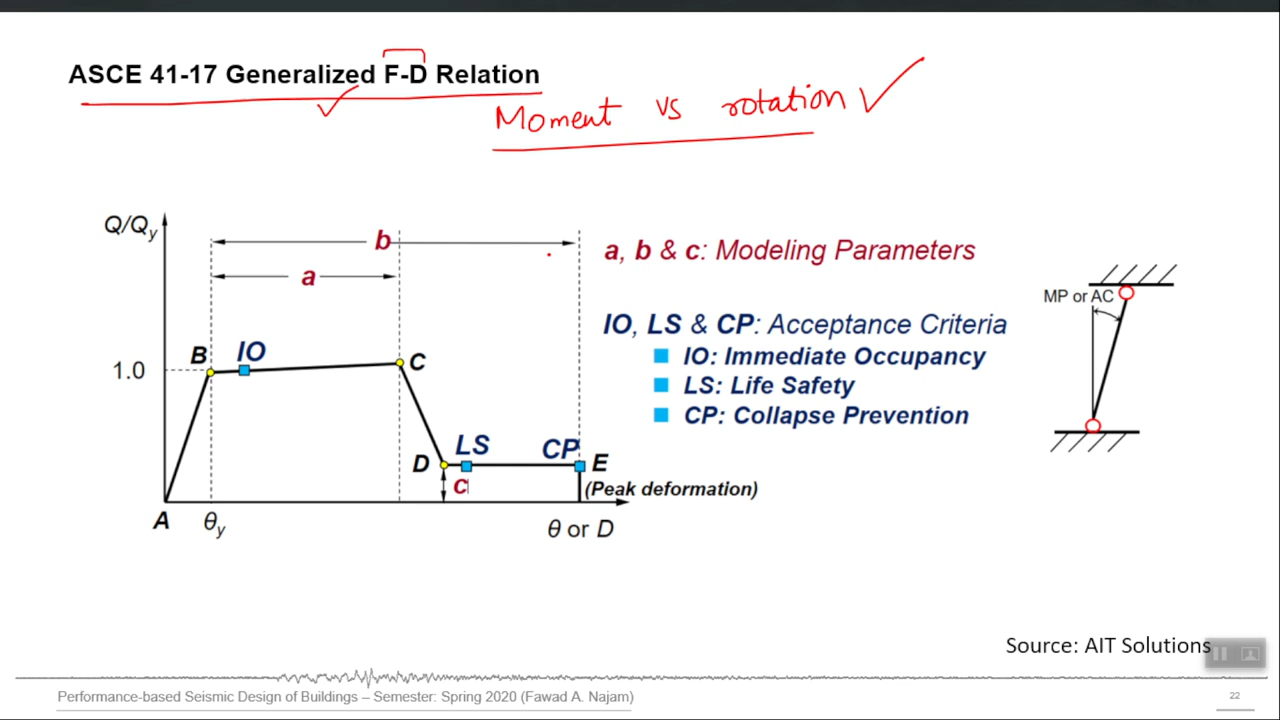 ASCE 41-17 Generalized F-D Relation
Moment vs rotation
Q/Qy
b
a
a, b & c: Modeling Parameters
MP or AC
IO, LS & CP: Acceptance Criteria
B IO
C
1.0
IO: Immediate Occupancy
LS: Life Safety
CP: Collapse Prevention
LS
CP
D
E
c
(Peak deformation)
A
θy
θ or D
Source: AIT Solutions
Performance-based Seismic Design of Buildings – Semester: Spring 2020 (Fawad A. Najam)
22